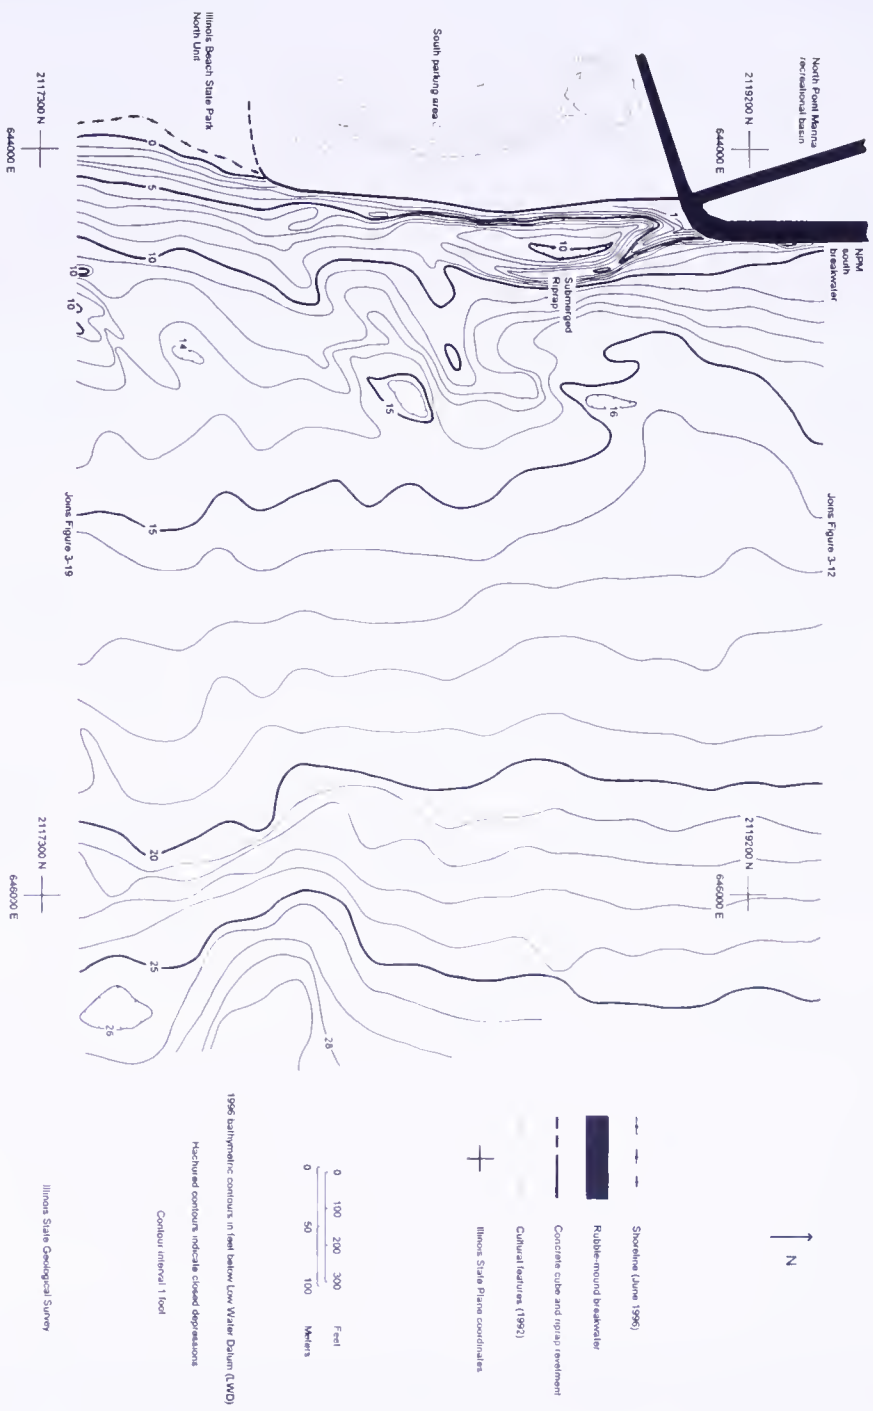 North Point Marina
recreational basin
2119200 N
644000 E
NPM
south
breakwater
South parking area
Illinois Beach State Park
North Unit
2117300 N
644000 E
0
5
10
10
10
14
15
10
Submerged
Riprap
1
16
15
Joins Figure 3-12
Joins Figure 3-19
20
25
26
28
2119200 N
646000 E
2117300 N
646000 E
N
Shoreline (June 1996)
Rubble-mound breakwater
Concrete cube and riprap revetment
Cultural features (1992)
Illinois State Plane coordinates
0 100 200 300 Feet
0 50 100 Meters
1996 bathymetric contours in feet below Low Water Datum (LWD)
Hachured contours indicate closed depressions
Contour interval 1 foot
Illinois State Geological Survey